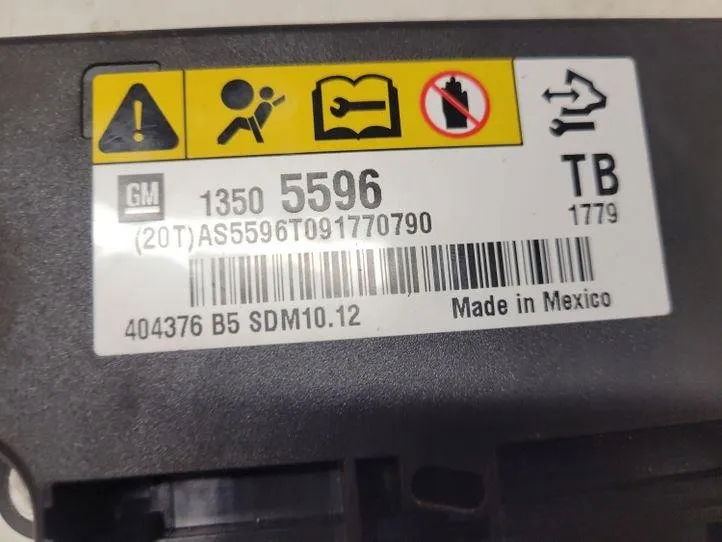 GM 1350 5596 TB
(20T)AS5596T091770790 1779
404376 B5 SDM10.12 Made in Mexico